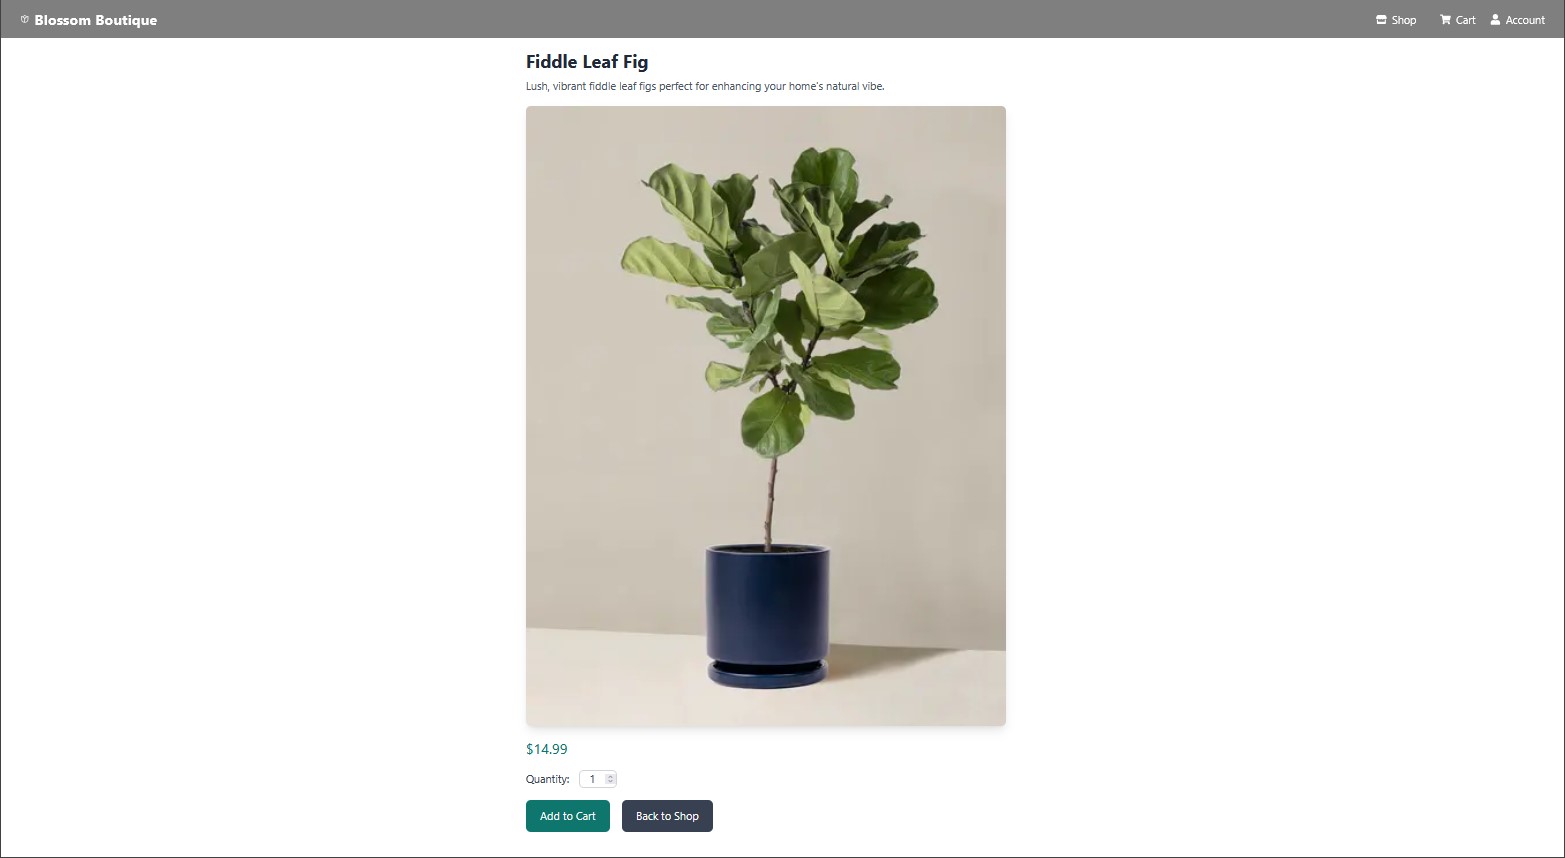 Blossom Boutique
Shop
Cart
Account
Fiddle Leaf Fig
Lush, vibrant fiddle leaf figs perfect for enhancing your home's natural vibe.
$14.99
Quantity: 1
Add to Cart
Back to Shop